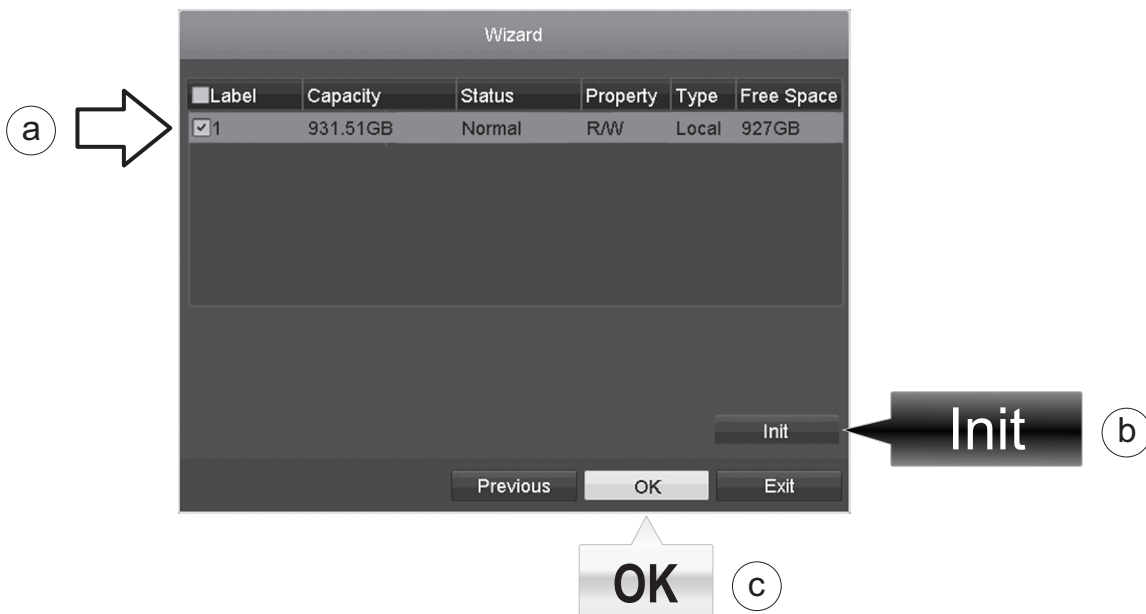 Wizard
Label Capacity Status Property Type Free Space
a
1 931.51GB Normal R/W Local 927GB
Init
Init
b
Previous OK Exit
OK
c